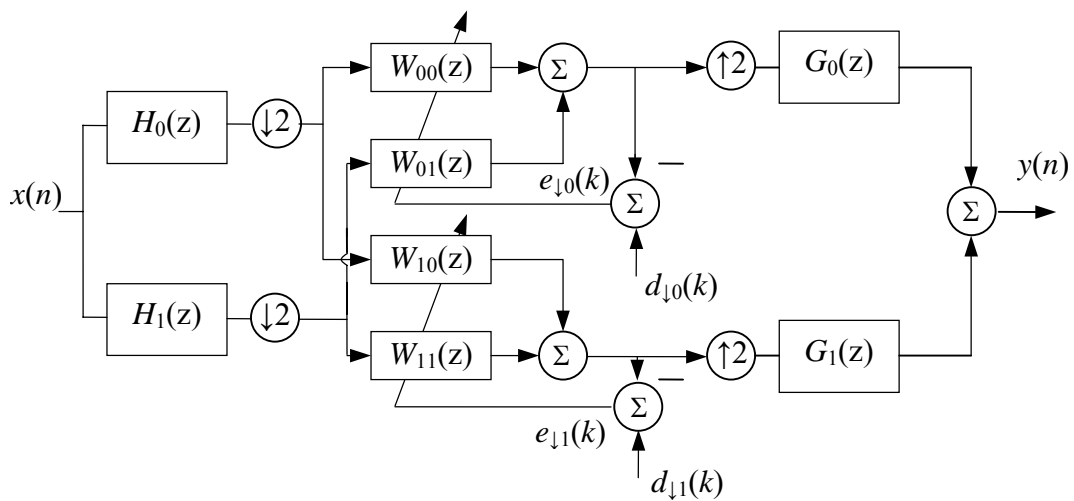 W₀₀(z)
Σ
↑2
G₀(z)
H₀(z)
↓2
W₀₁(z)
—
e↓₀(k)
Σ
x(n)
y(n)
Σ
W₁₀(z)
d↓₀(k)
H₁(z)
↓2
W₁₁(z)
Σ
↑2
G₁(z)
—
Σ
e↓₁(k)
d↓₁(k)